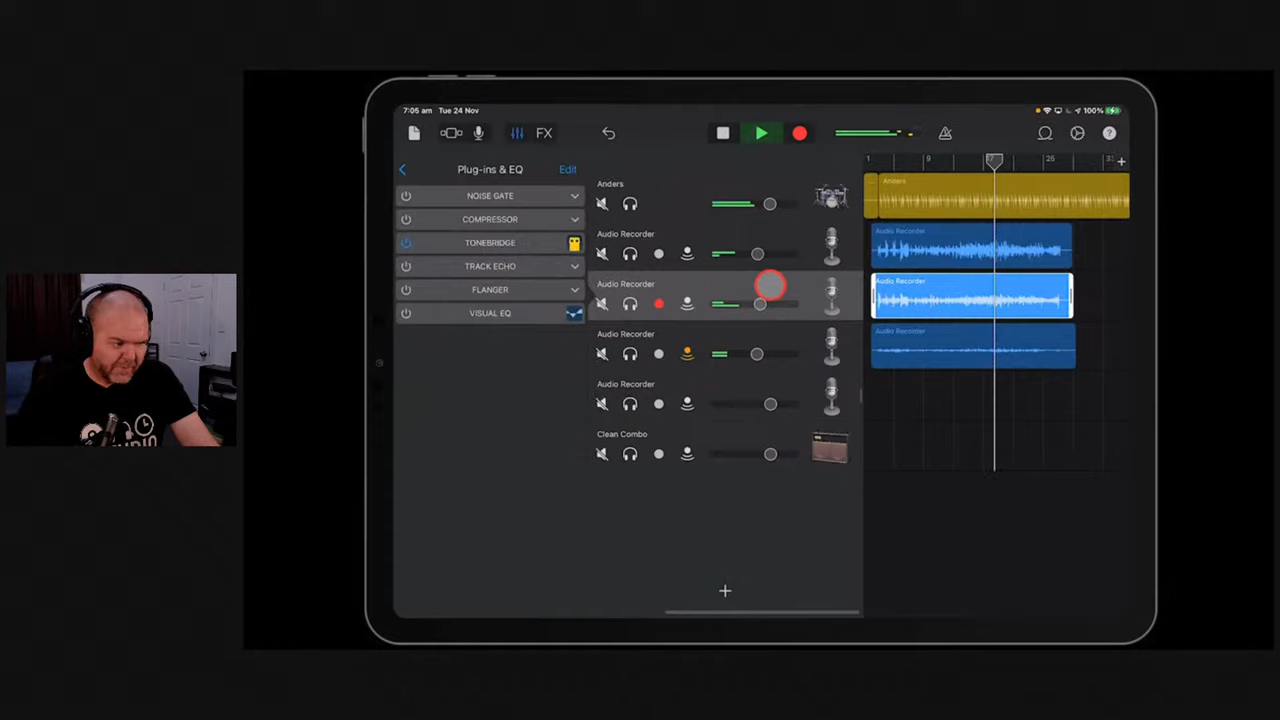 7:05 am Tue 24 Nov
100%
FX
Plug-ins & EQ
Edit
NOISE GATE
COMPRESSOR
TONEBRIDGE
TRACK ECHO
FLANGER
VISUAL EQ
Anders
Audio Recorder
Audio Recorder
Audio Recorder
Audio Recorder
Clean Combo
1
9
25
Anders
Audio Recorder
Audio Recorder
Audio Recorder